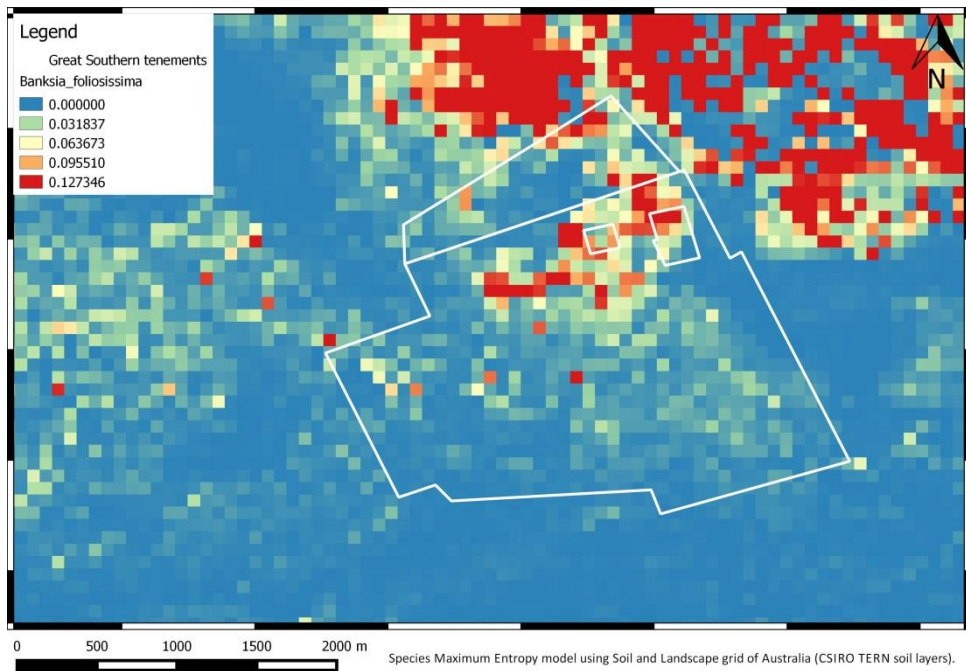 Legend
Great Southern tenements
Banksia_foliosissima
0.000000
0.031837
0.063673
0.095510
0.127346
N
0 500 1000 1500 2000 m
Species Maximum Entropy model using Soil and Landscape grid of Australia (CSIRO TERN soil layers).